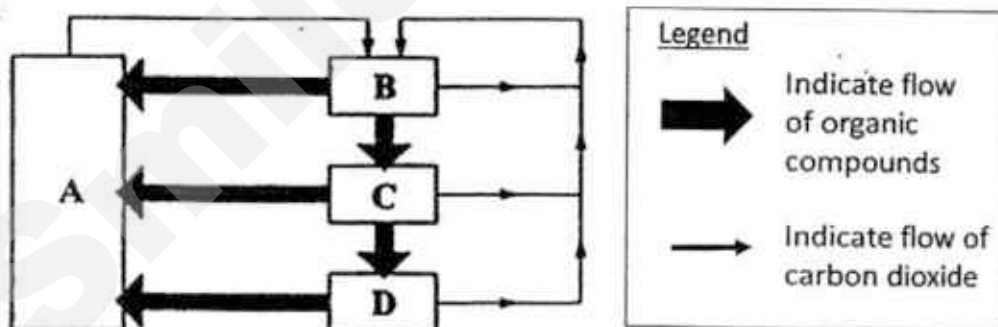 B
A
C
D
Legend
Indicate flow
of organic
compounds
Indicate flow of
carbon dioxide